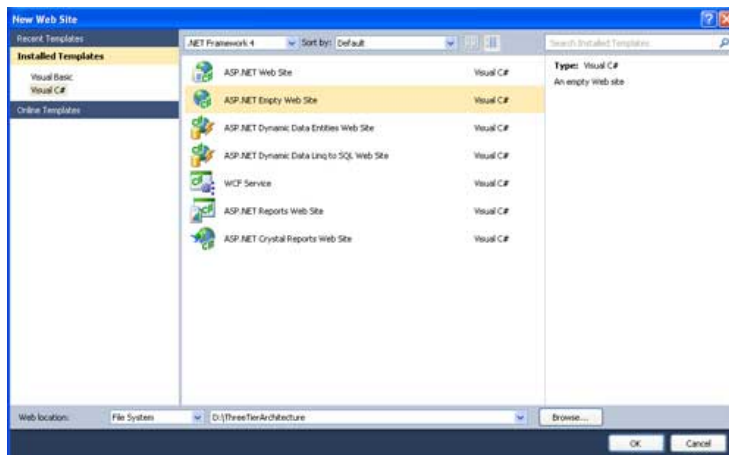 New Web Site
Recent Templates
Installed Templates
Visual Basic
Visual C#
Online Templates
.NET Framework 4 Sort by: Default
ASP.NET Web Site Visual C#
ASP.NET Empty Web Site Visual C#
ASP.NET Dynamic Data Entities Web Site Visual C#
ASP.NET Dynamic Data Linq to SQL Web Site Visual C#
WCF Service Visual C#
ASP.NET Reports Web Site Visual C#
ASP.NET Crystal Reports Web Site Visual C#
Search Installed Templates
Type: Visual C#
An empty Web site
Web location: File System D:\ThreeTierArchitecture Browse...
OK Cancel